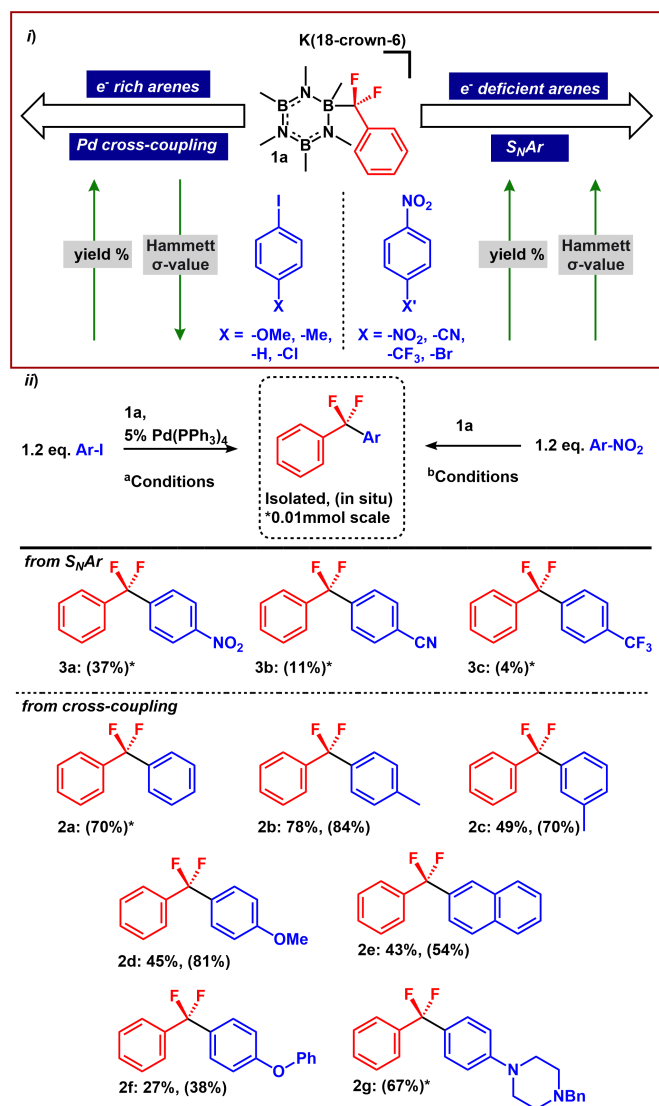 i)
K(18-crown-6)
e⁻ rich arenes
e⁻ deficient arenes
Pd cross-coupling
SNAr
F
F
B
N
B
N
B
N
1a
I
X
NO₂
X'
yield %
Hammett
σ-value
yield %
Hammett
σ-value
X = -OMe, -Me,
-H, -Cl
X = -NO₂, -CN,
-CF₃, -Br
ii)
1.2 eq. Ar-I
1a,
5% Pd(PPh₃)₄
ᵃConditions
F F
Ar
Isolated, (in situ)
*0.01mmol scale
1a
ᵇConditions
1.2 eq. Ar-NO₂
from SNAr
F F
NO₂
3a: (37%)*
F F
CN
3b: (11%)*
F F
CF₃
3c: (4%)*
from cross-coupling
F F
2a: (70%)*
F F
2b: 78%, (84%)
F F
2c: 49%, (70%)
F F
OMe
2d: 45%, (81%)
F F
2e: 43%, (54%)
F F
O Ph
2f: 27%, (38%)
F F
N
N Bn
2g: (67%)*